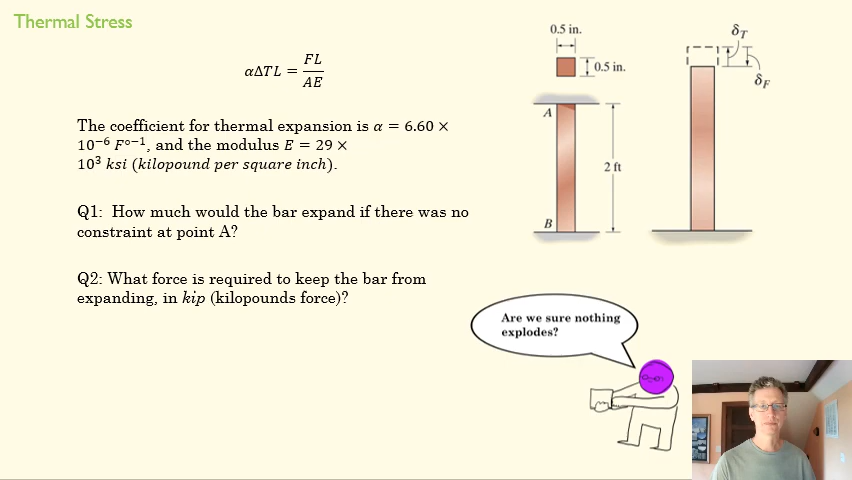 Thermal Stress
αΔTL = FL/AE
The coefficient for thermal expansion is α = 6.60 ×
10⁻⁶ F°⁻¹, and the modulus E = 29 ×
10³ ksi (kilopound per square inch).
Q1: How much would the bar expand if there was no
constraint at point A?
Q2: What force is required to keep the bar from
expanding, in kip (kilopounds force)?
0.5 in.
0.5 in.
A
2 ft
B
δT
δF
Are we sure nothing
explodes?